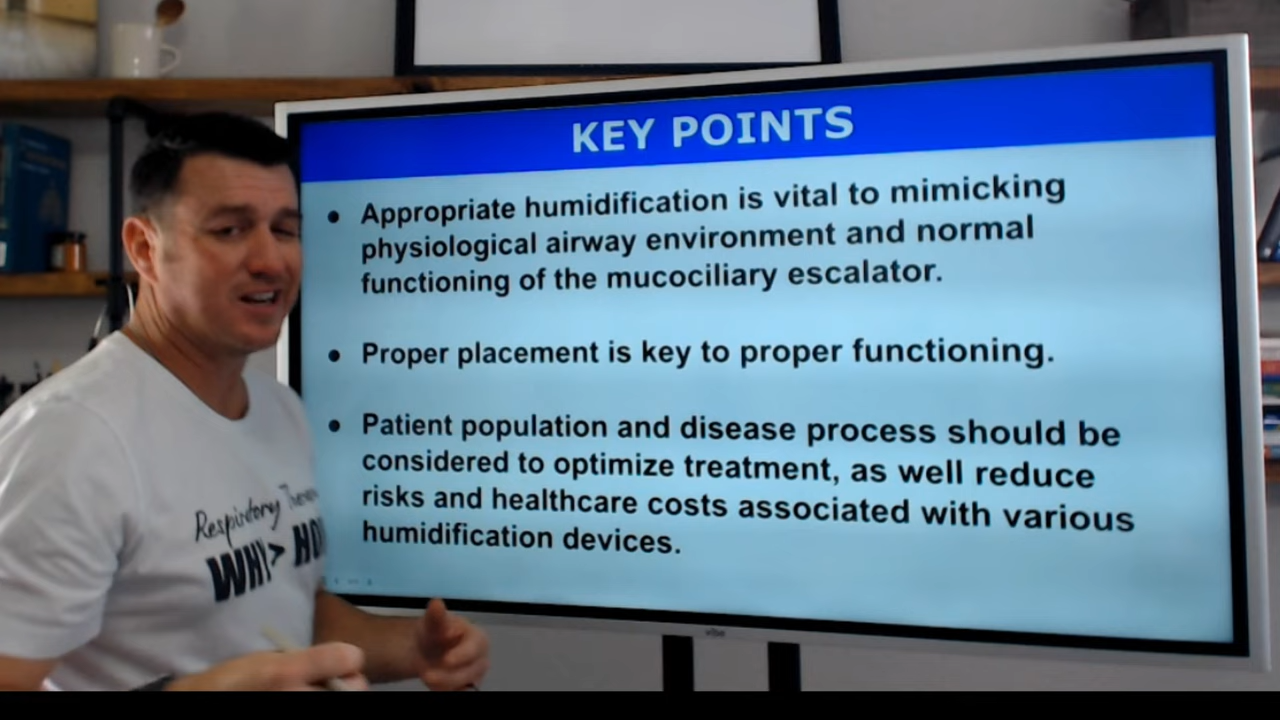 KEY POINTS
• Appropriate humidification is vital to mimicking
physiological airway environment and normal
functioning of the mucociliary escalator.
• Proper placement is key to proper functioning.
• Patient population and disease process should be
considered to optimize treatment, as well reduce
risks and healthcare costs associated with various
humidification devices.
Respiratory
WHY>
vibe